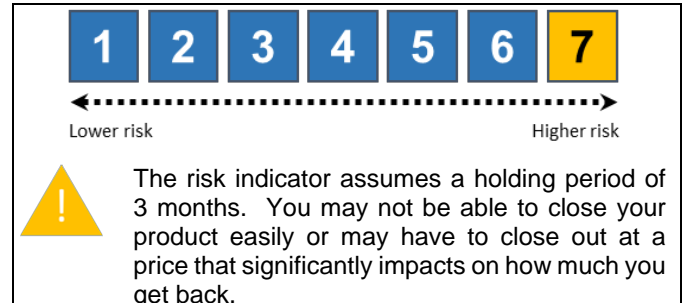 1 2 3 4 5 6 7
Lower risk Higher risk
!
The risk indicator assumes a holding period of
3 months. You may not be able to close your
product easily or may have to close out at a
price that significantly impacts on how much you
get back.